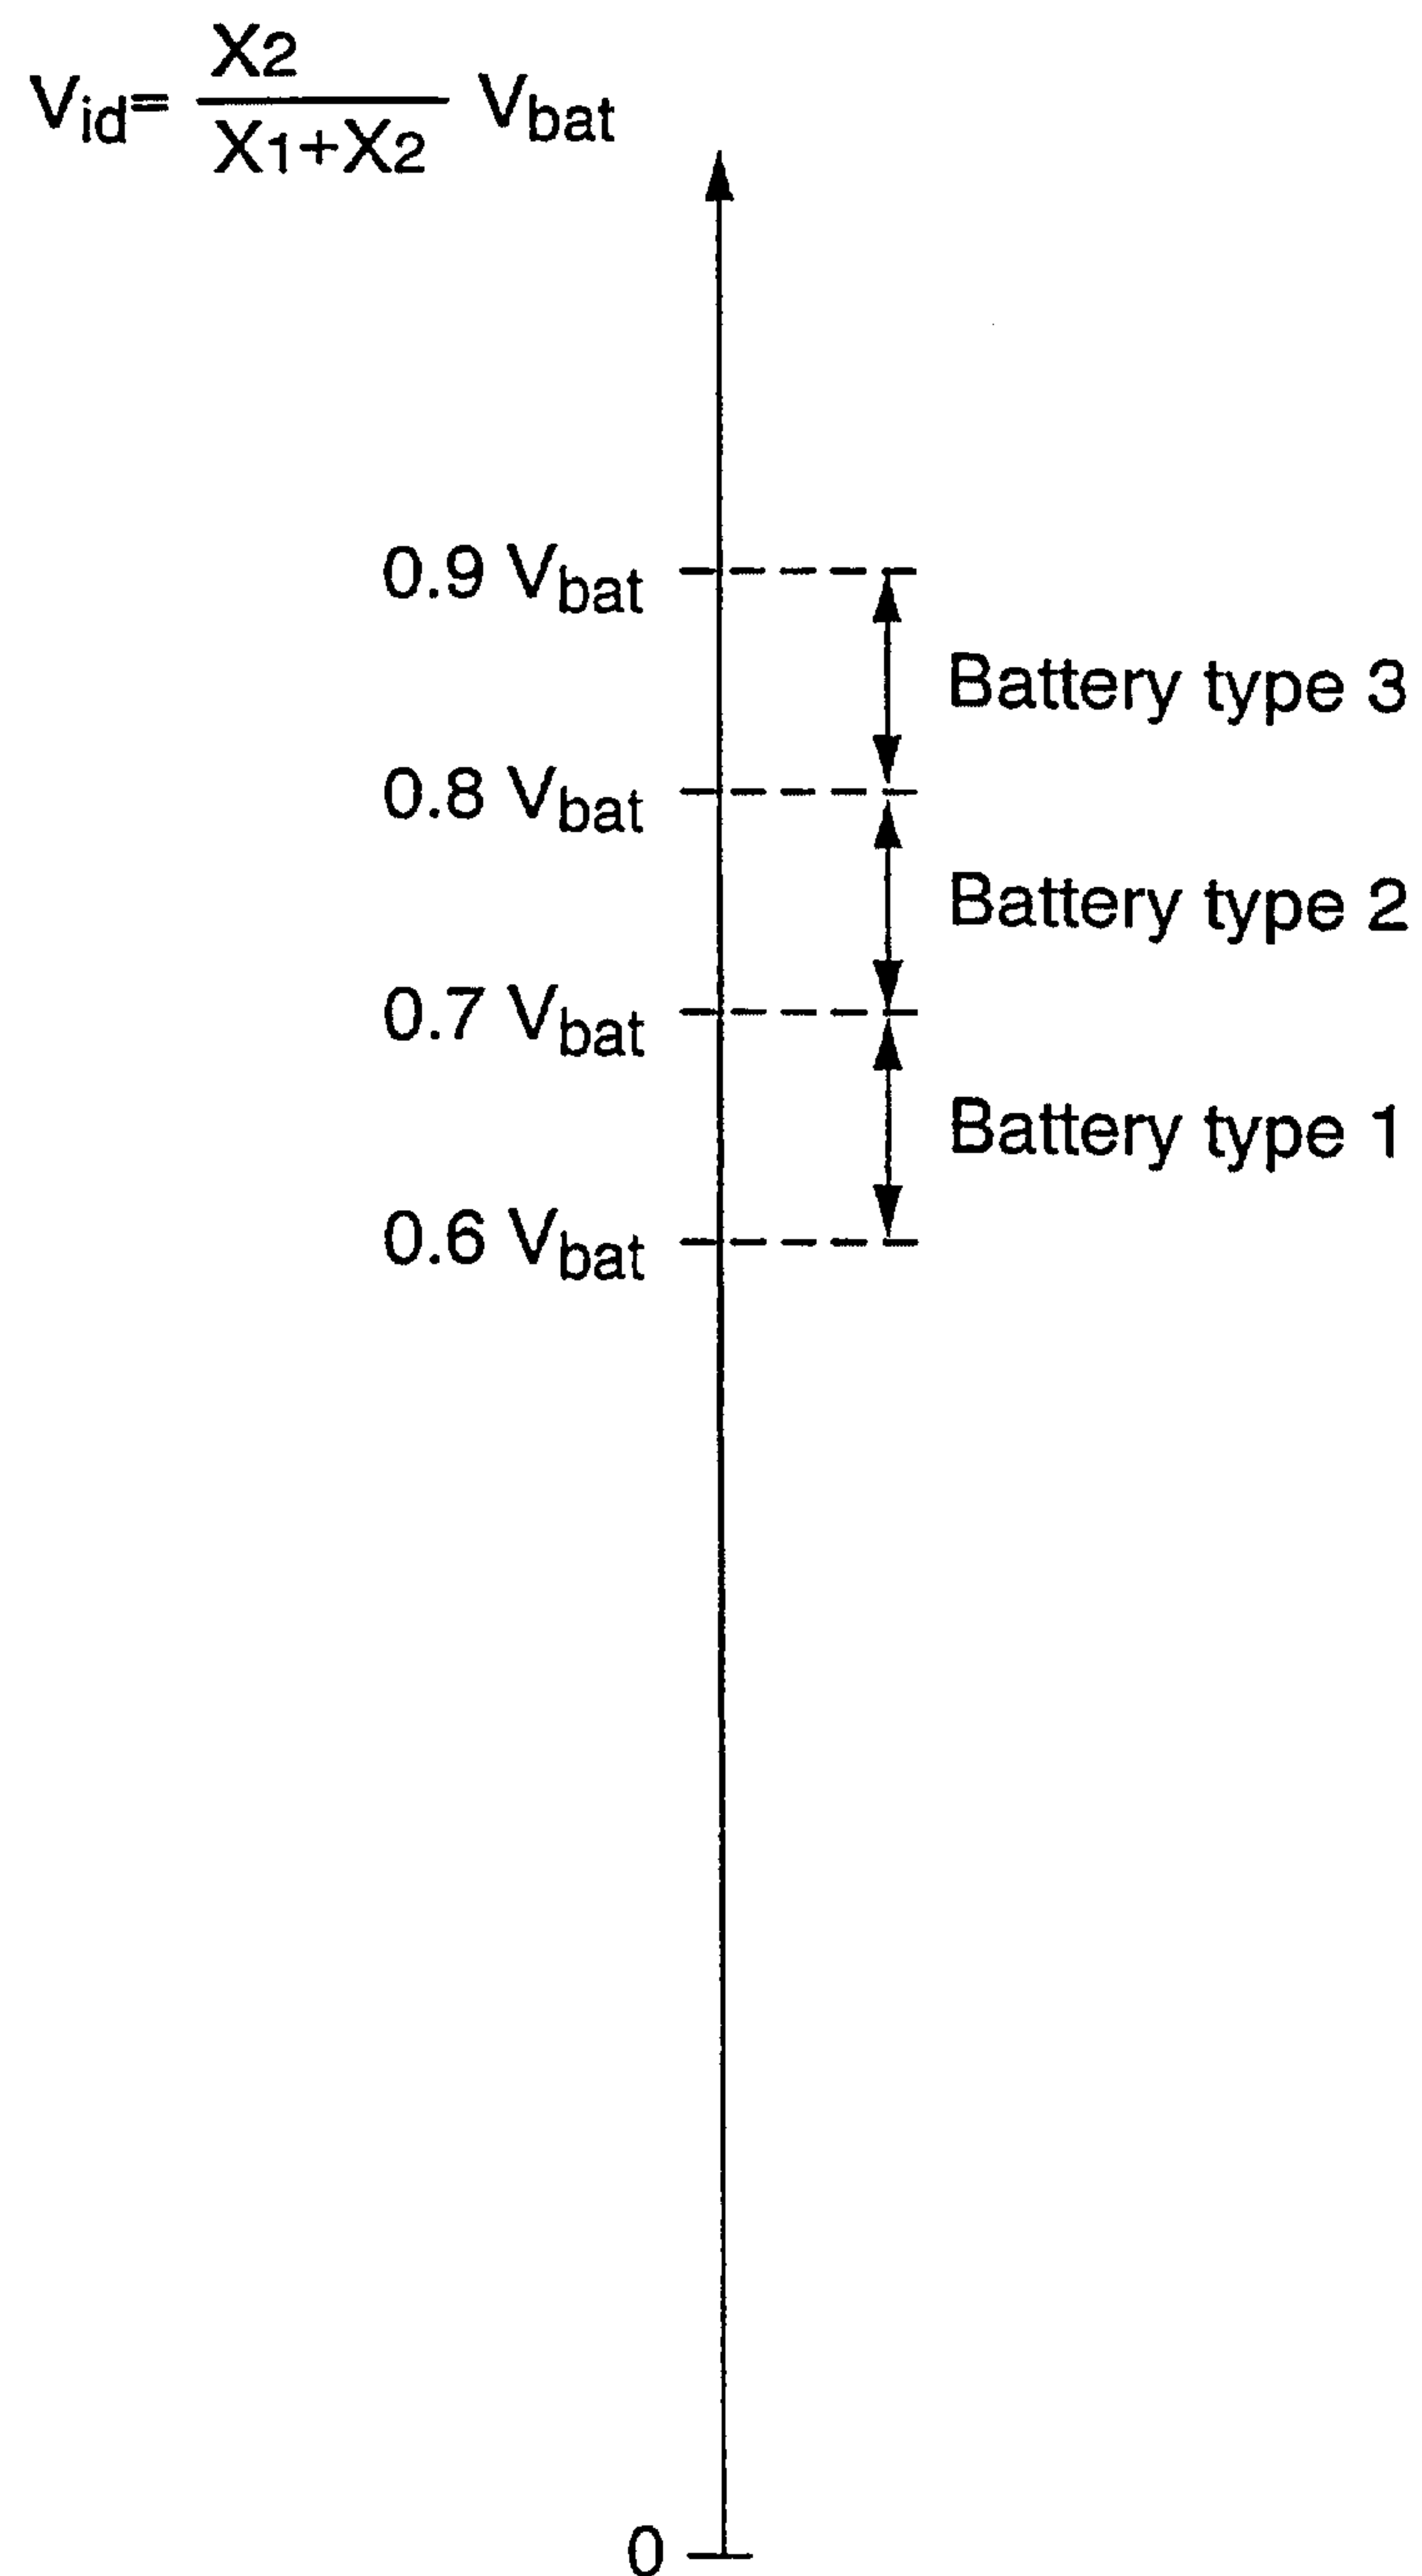 Vid= X2 / X1+X2 Vbat
0.9 Vbat
Battery type 3
0.8 Vbat
Battery type 2
0.7 Vbat
Battery type 1
0.6 Vbat
0